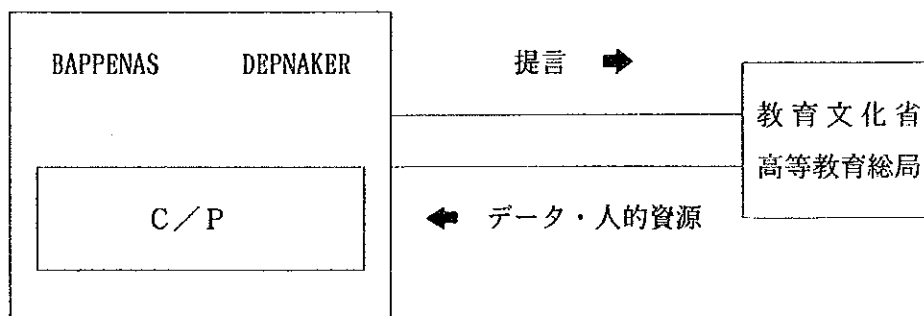 BAPPENAS DEPNAKER
提言 ➡
教育文化省
高等教育総局
C／P
⬅ データ・人的資源